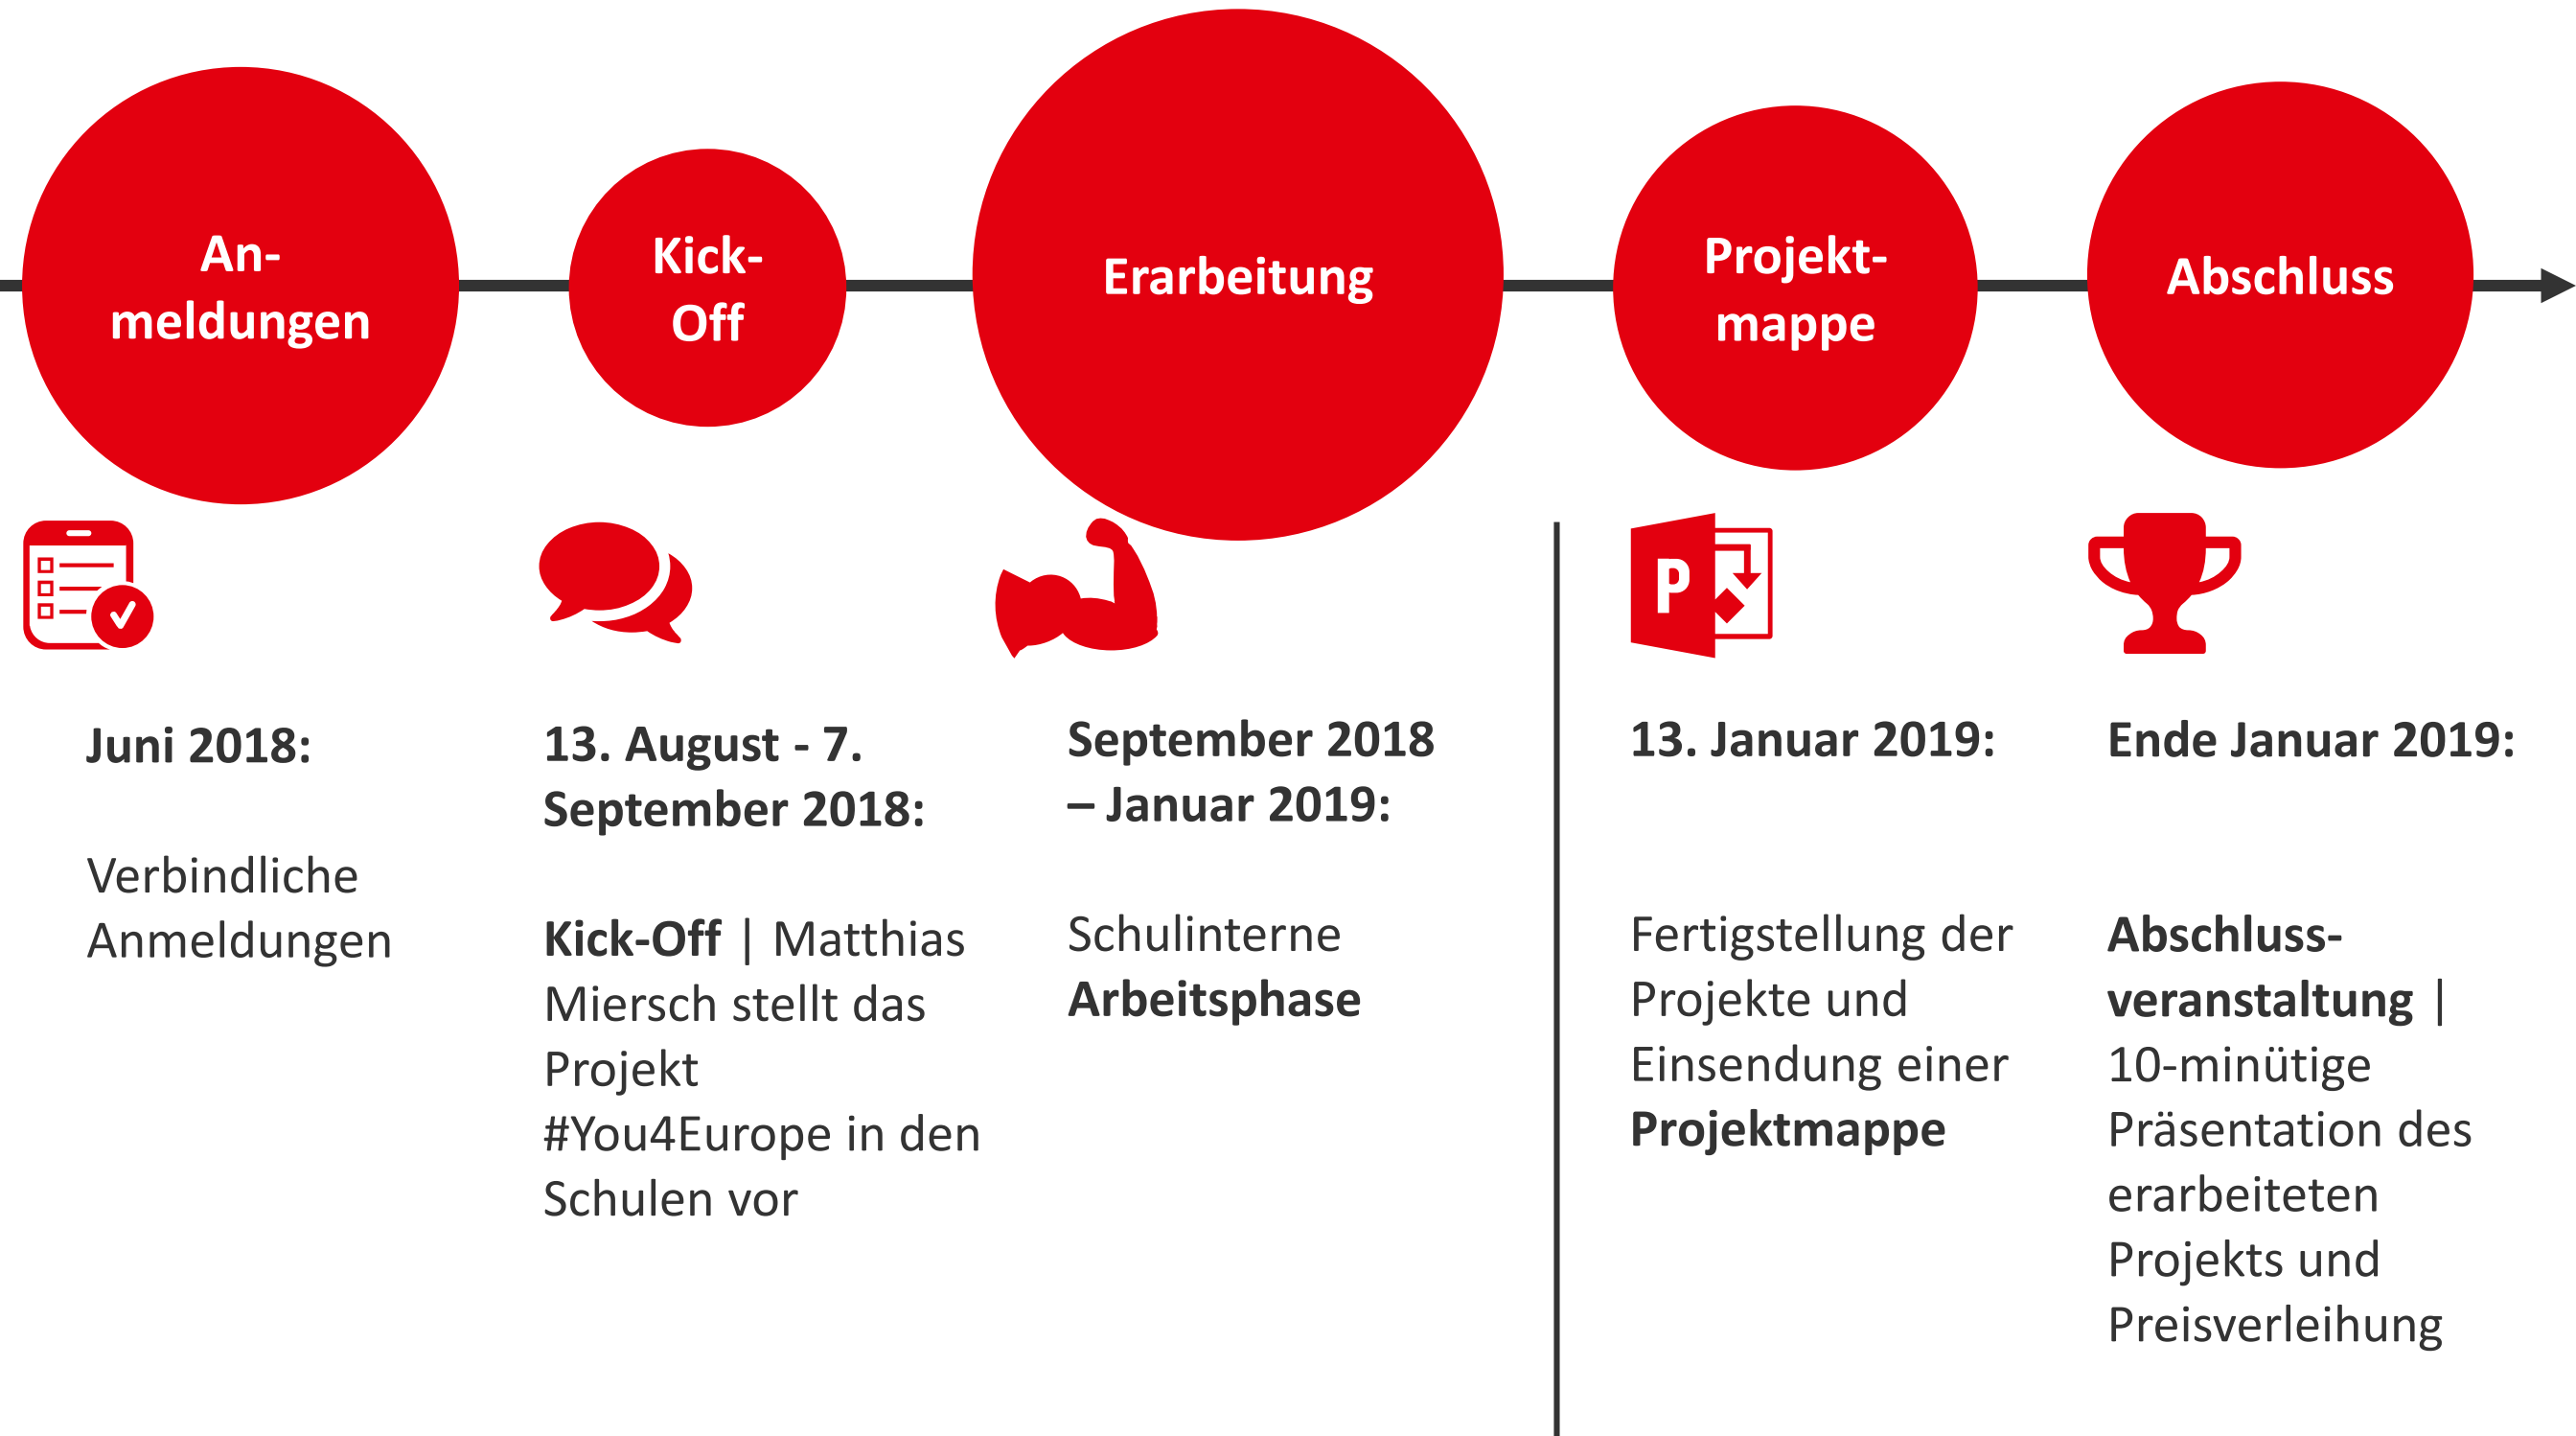 An-
meldungen
Kick-
Off
Erarbeitung
Projekt-
mappe
Abschluss
P
Juni 2018:
Verbindliche
Anmeldungen
13. August - 7.
September 2018:
Kick-Off | Matthias
Miersch stellt das
Projekt
#You4Europe in den
Schulen vor
September 2018
– Januar 2019:
Schulinterne
Arbeitsphase
13. Januar 2019:
Fertigstellung der
Projekte und
Einsendung einer
Projektmappe
Ende Januar 2019:
Abschluss-
veranstaltung |
10-minütige
Präsentation des
erarbeiteten
Projekts und
Preisverleihung